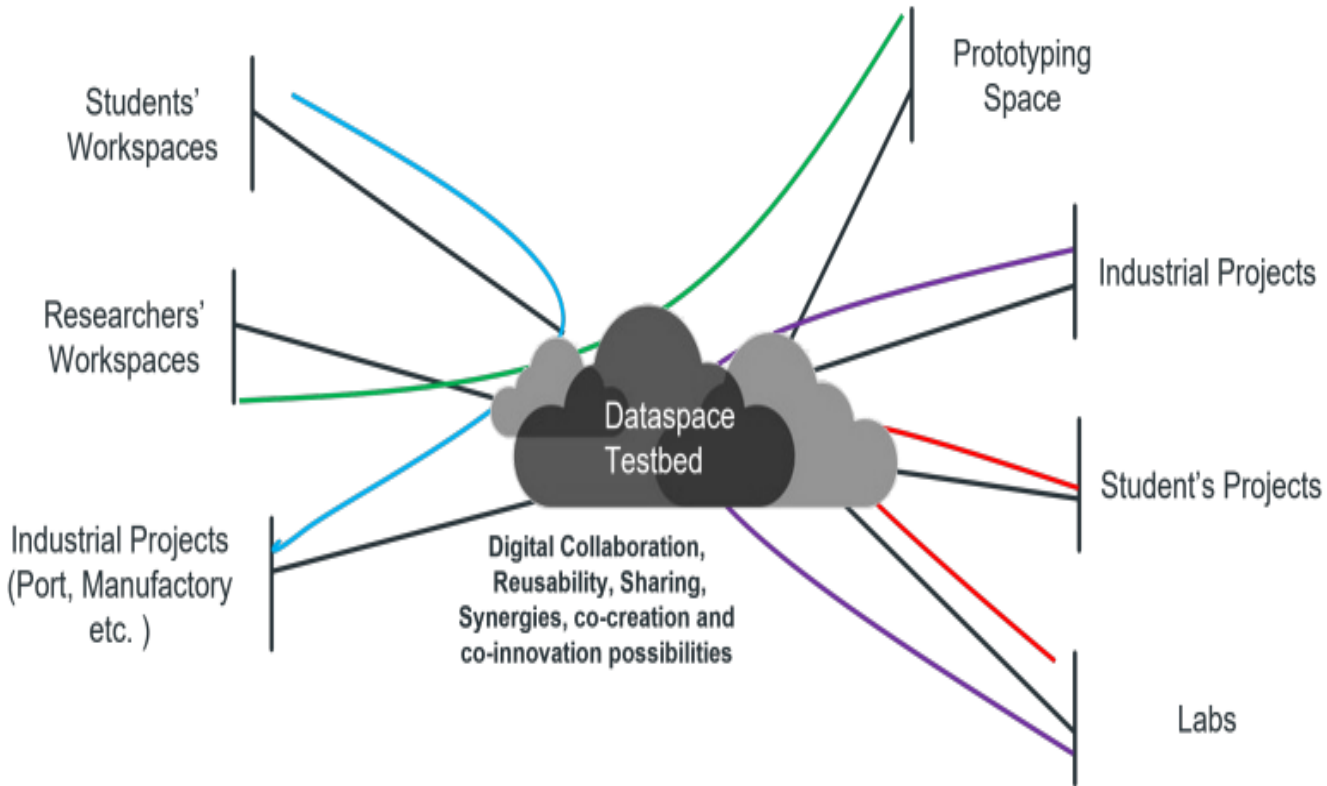 Students'
Workspaces
Researchers'
Workspaces
Industrial Projects
(Port, Manufactory
etc. )
Dataspace
Testbed
Digital Collaboration,
Reusability, Sharing,
Synergies, co-creation and
co-innovation possibilities
Prototyping
Space
Industrial Projects
Student's Projects
Labs